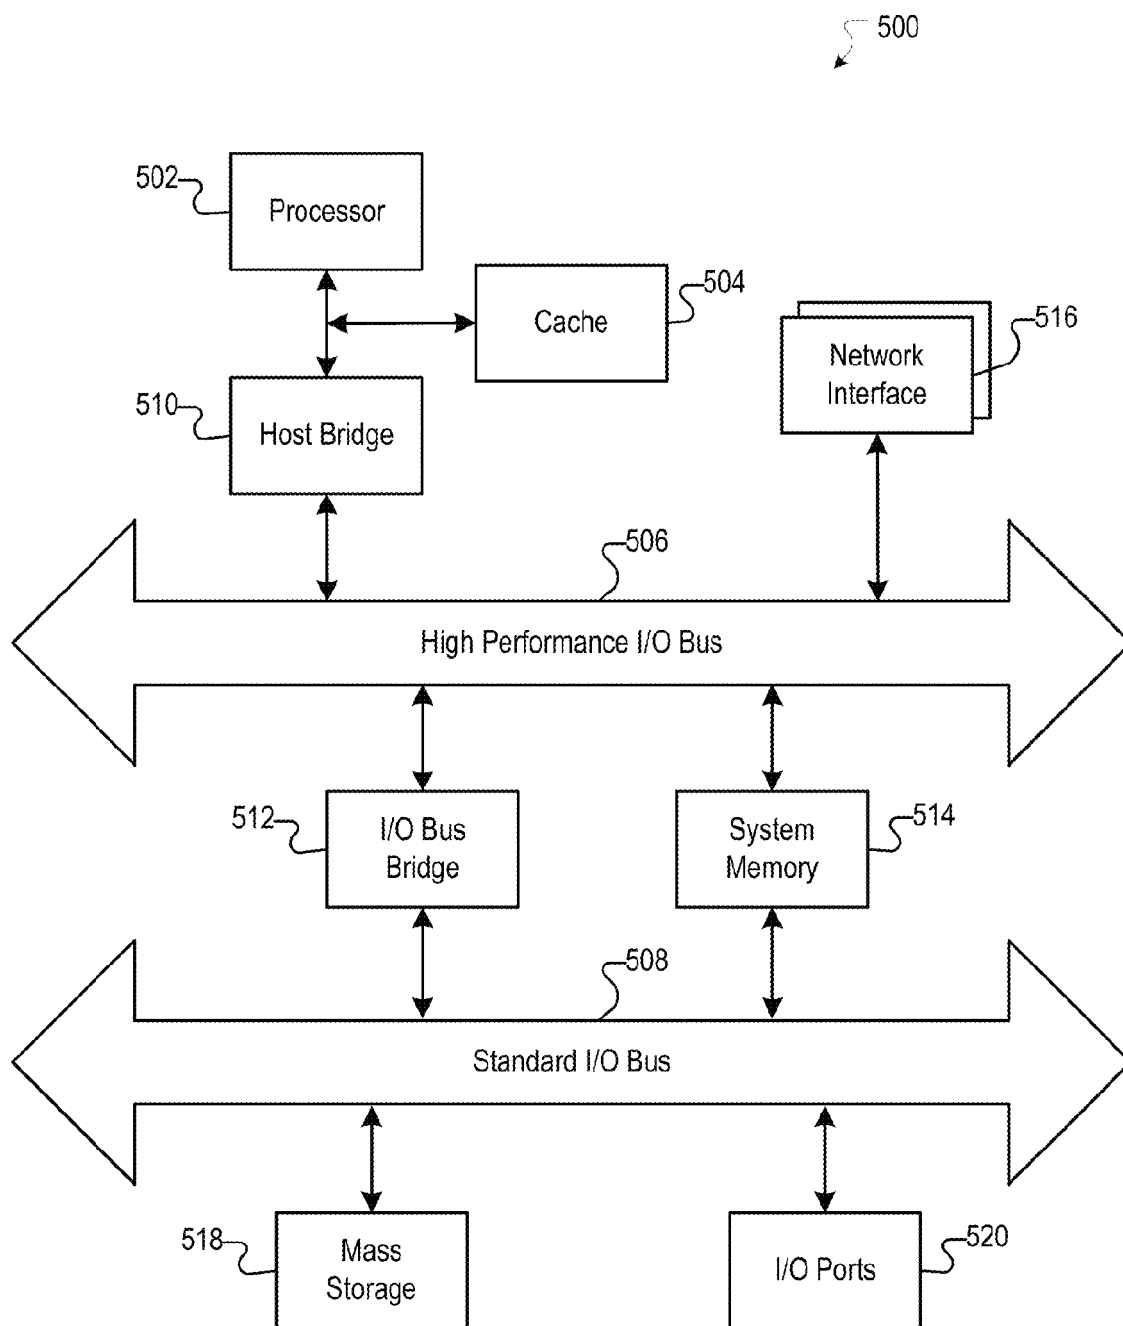 500
502
Processor
504
Cache
516
Network
Interface
510
Host Bridge
506
High Performance I/O Bus
512
I/O Bus
Bridge
System
Memory
514
508
Standard I/O Bus
518
Mass
Storage
I/O Ports
520